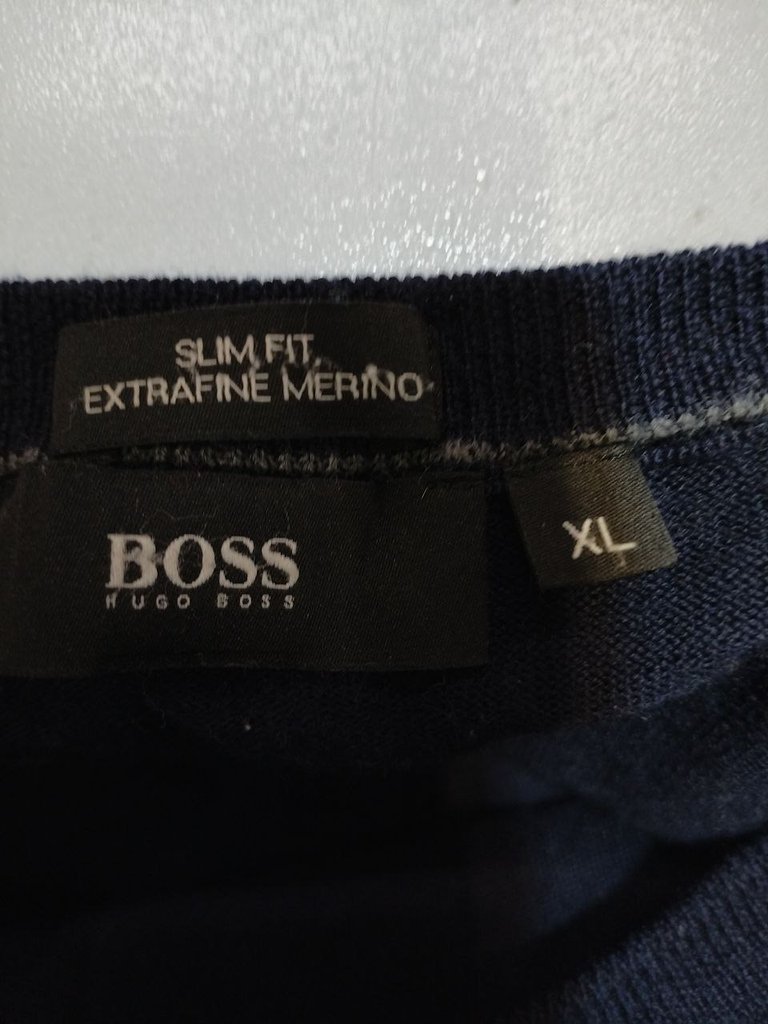 SLIM FIT
EXTRAFINE MERINO
BOSS
HUGO BOSS
XL